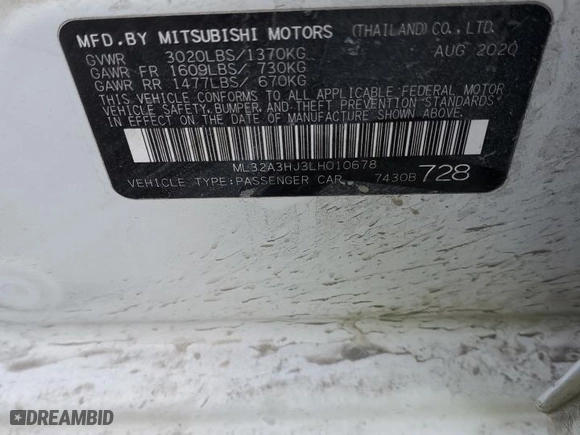 MFD.BY MITSUBISHI MOTORS (THAILAND) CO., LTD.
GVWR 3020LBS/1370KG AUG 2020
GAWR FR 1609LBS/ 730KG
GAWR RR 1477LBS/ 670KG
THIS VEHICLE CONFORMS TO ALL APPLICABLE FEDERAL MOTOR
VEHICLE SAFETY, BUMPER, AND THEFT PREVENTION STANDARDS
IN EFFECT ON THE DATE OF MANUFACTURE SHOWN ABOVE.
ML32A3HJ3LH010678
VEHICLE TYPE:PASSENGER CAR 7430B 728
DREAMBID